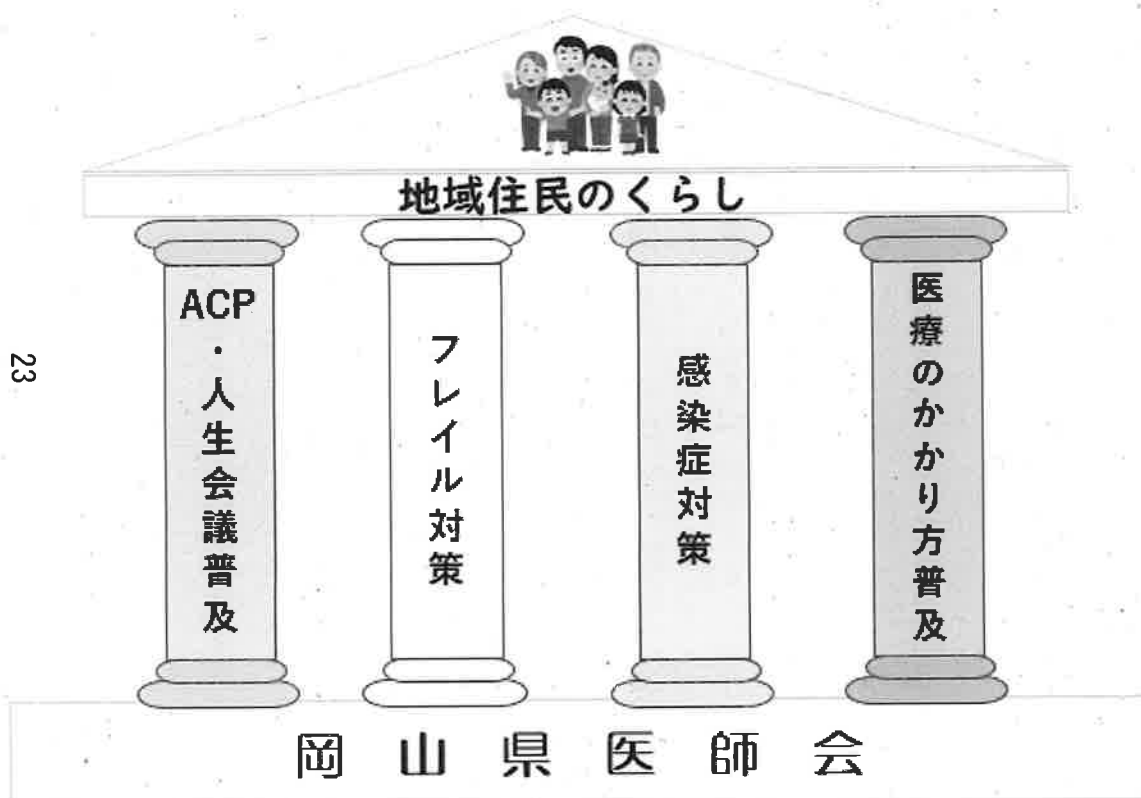 地域住民のくらし
ACP・人生会議普及
フレイル対策
感染症対策
医療のかかり方普及
岡山県医師会
23